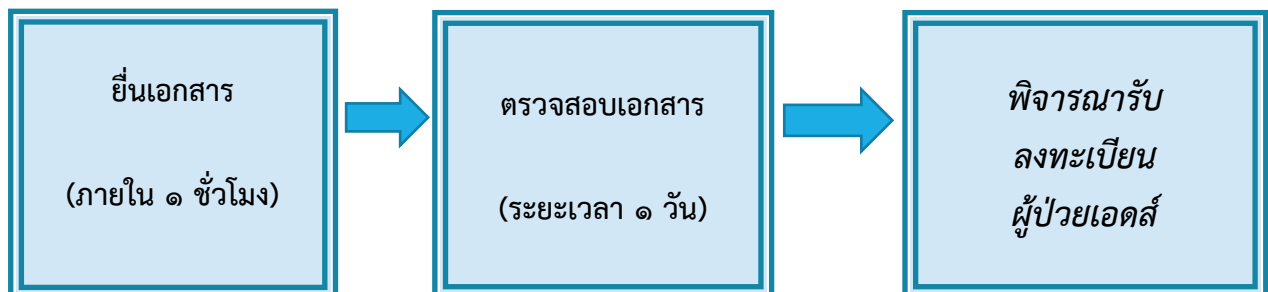 ยื่นเอกสาร
(ภายใน ๑ ชั่วโมง)
ตรวจสอบเอกสาร
(ระยะเวลา ๑ วัน)
พิจารณารับ
ลงทะเบียน
ผู้ป่วยเอดส์